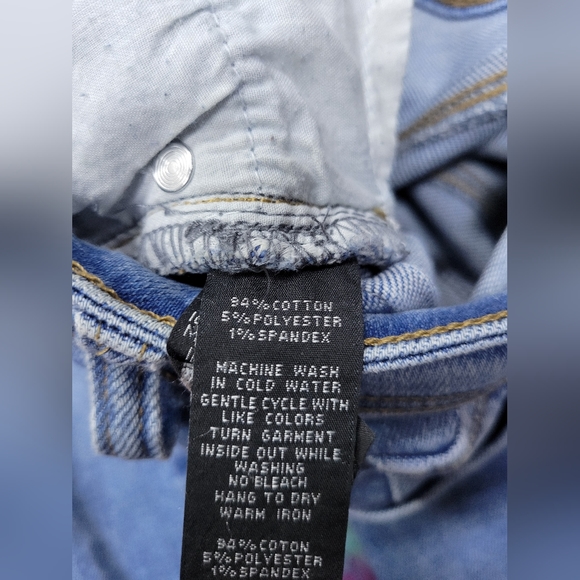 94% COTTON
5% POLYESTER
1% SPANDEX
MACHINE WASH
IN COLD WATER
GENTLE CYCLE WITH
LIKE COLORS
TURN GARMENT
INSIDE OUT WHILE
WASHING
NO BLEACH
HANG TO DRY
WARM IRON
94% COTON
5% POLYESTER
1% SPANDEX